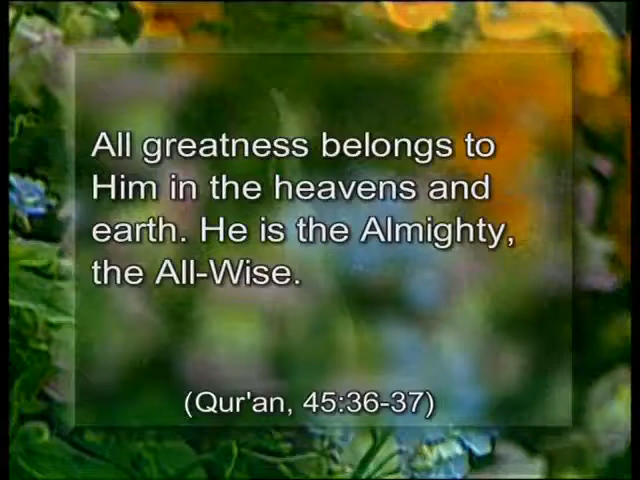 All greatness belongs to
Him in the heavens and
earth. He is the Almighty,
the All-Wise.
(Qur'an, 45:36-37)